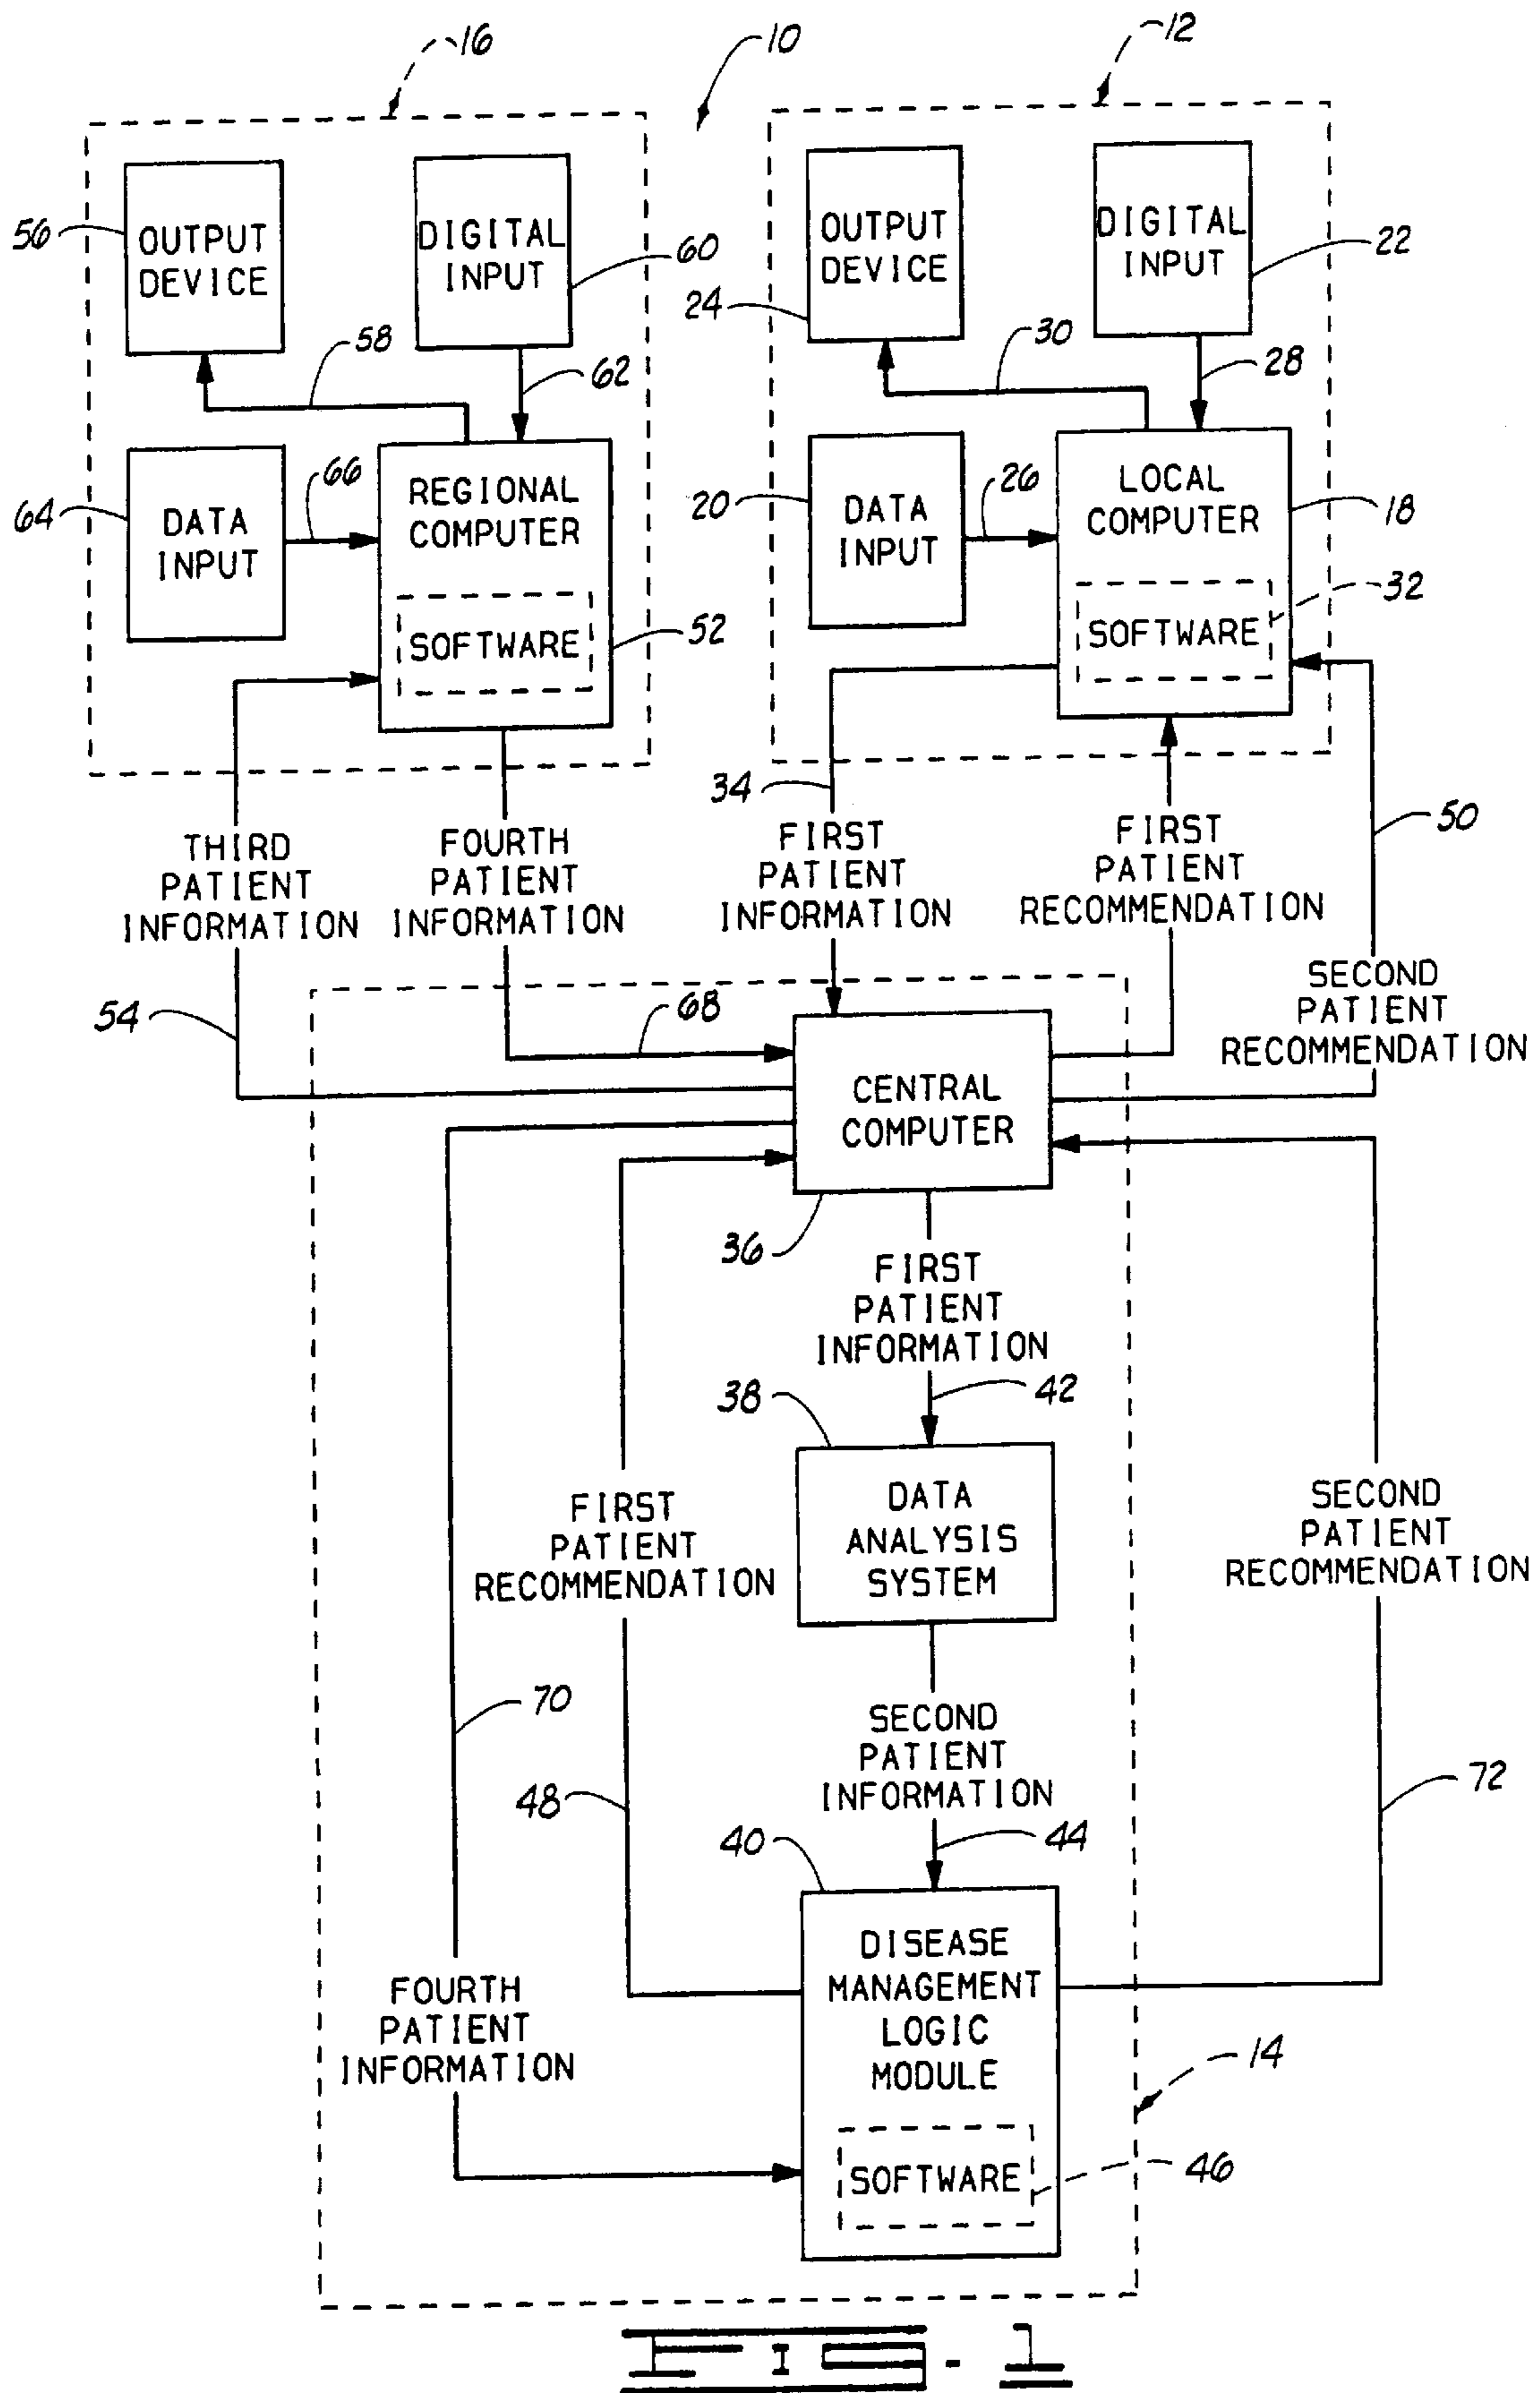 16
10
12
56
OUTPUT
DEVICE
DIGITAL
INPUT
60
58
62
64
DATA
INPUT
66
REGIONAL
COMPUTER
SOFTWARE
52
OUTPUT
DEVICE
24
DIGITAL
INPUT
22
30
28
20
DATA
INPUT
26
LOCAL
COMPUTER
18
SOFTWARE
32
34
THIRD
PATIENT
INFORMATION
FOURTH
PATIENT
INFORMATION
FIRST
PATIENT
INFORMATION
FIRST
PATIENT
RECOMMENDATION
50
SECOND
PATIENT
RECOMMENDATION
54
68
CENTRAL
COMPUTER
36
FIRST
PATIENT
INFORMATION
42
38
DATA
ANALYSIS
SYSTEM
FIRST
PATIENT
RECOMMENDATION
SECOND
PATIENT
RECOMMENDATION
70
SECOND
PATIENT
INFORMATION
48
72
44
40
DISEASE
MANAGEMENT
LOGIC
MODULE
FOURTH
PATIENT
INFORMATION
14
SOFTWARE
46
FIG-1